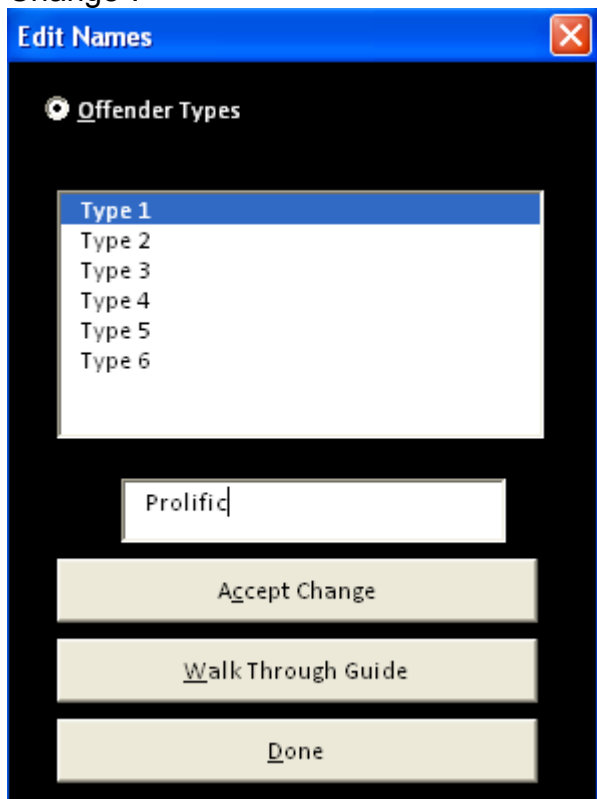 Edit Names
Offender Types
Type 1
Type 2
Type 3
Type 4
Type 5
Type 6
Prolific
Accept Change
Walk Through Guide
Done